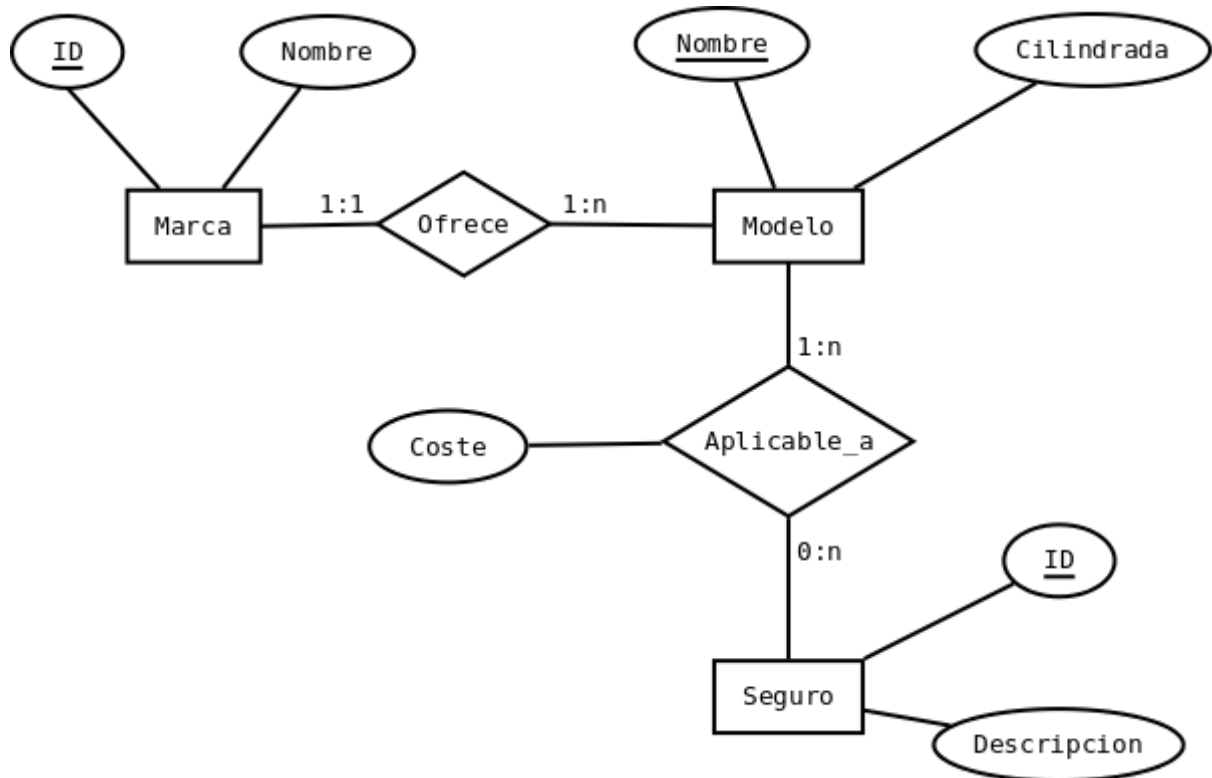 ID
Nombre
Nombre
Cilindrada
Marca
1:1
Ofrece
1:n
Modelo
1:n
Coste
Aplicable_a
0:n
ID
Seguro
Descripcion